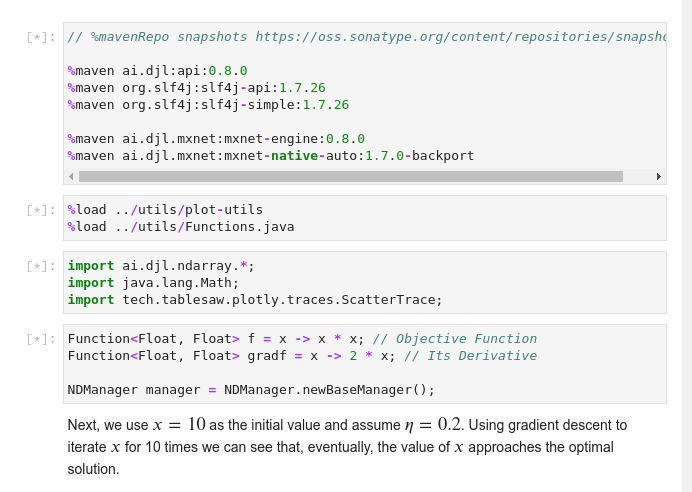 [*]: // %mavenRepo snapshots https://oss.sonatype.org/content/repositories/snapsho
%maven ai.djl:api:0.8.0
%maven org.slf4j:slf4j-api:1.7.26
%maven org.slf4j:slf4j-simple:1.7.26
%maven ai.djl.mxnet:mxnet-engine:0.8.0
%maven ai.djl.mxnet:mxnet-native-auto:1.7.0-backport
[*]: %load ../utils/plot-utils
%load ../utils/Functions.java
[*]: import ai.djl.ndarray.*;
import java.lang.Math;
import tech.tablesaw.plotly.traces.ScatterTrace;
[*]: Function<Float, Float> f = x -> x * x; // Objective Function
Function<Float, Float> gradf = x -> 2 * x; // Its Derivative
NDManager manager = NDManager.newBaseManager();
Next, we use x = 10 as the initial value and assume η = 0.2. Using gradient descent to
iterate x for 10 times we can see that, eventually, the value of x approaches the optimal
solution.